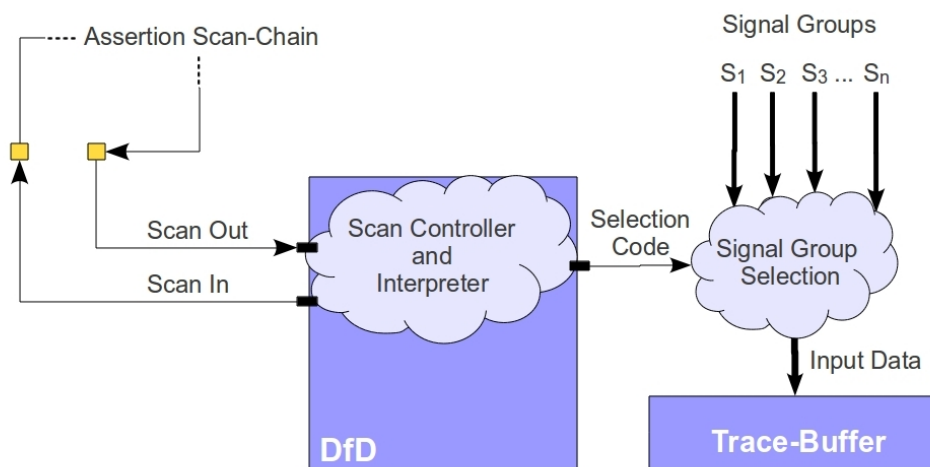 Assertion Scan-Chain
Signal Groups
S1 S2 S3 ... Sn
Scan Out
Scan In
Scan Controller
and
Interpreter
Selection
Code
Signal Group
Selection
Input Data
DfD
Trace-Buffer